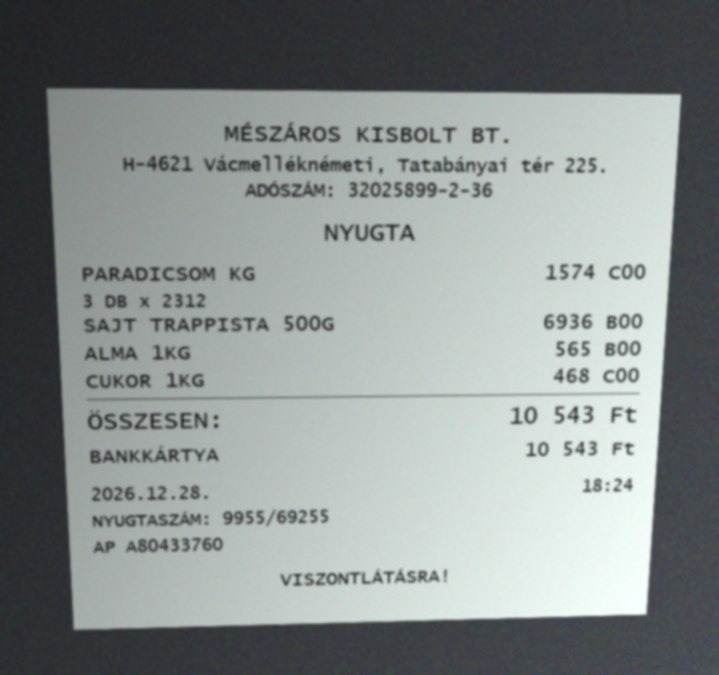 MÉSZÁROS KISBOLT BT.
H-4621 Vácmelléknémeti, Tatabányai tér 225.
ADÓSZÁM: 32025899-2-36
NYUGTA
PARADICSOM KG 1574 C00
3 DB x 2312
SAJT TRAPPISTA 500G 6936 B00
ALMA 1KG 565 B00
CUKOR 1KG 468 C00
ÖSSZESEN: 10 543 Ft
BANKKÁRTYA 10 543 Ft
2026.12.28. 18:24
NYUGTASZÁM: 9955/69255
AP A80433760
VISZONTLÁTÁSRA!